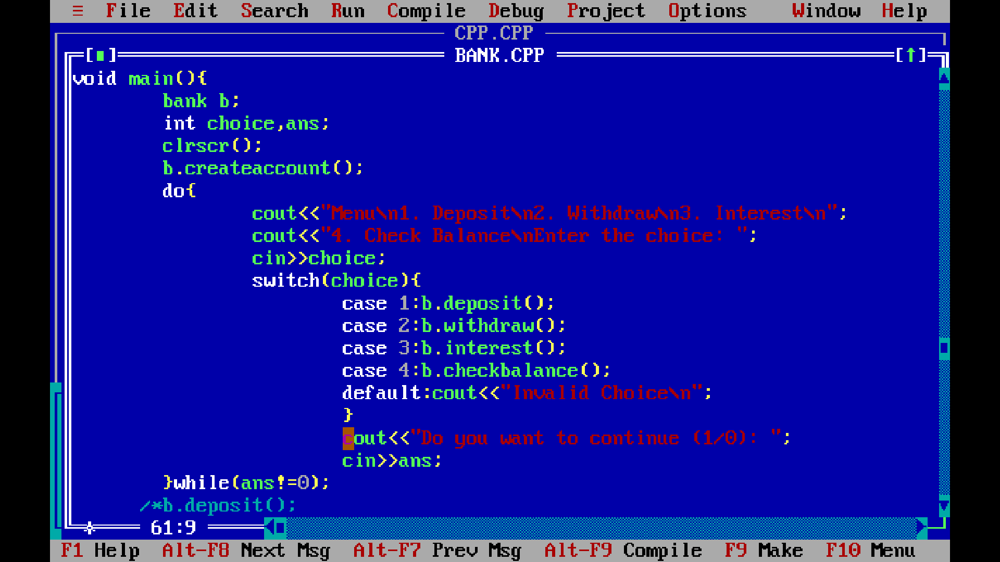 ≡ File Edit Search Run Compile Debug Project Options Window Help
CPP.CPP
[■] BANK.CPP [↑]
void main(){
bank b;
int choice,ans;
clrscr();
b.createaccount();
do{
cout<<"Menu\n1. Deposit\n2. Withdraw\n3. Interest\n";
cout<<"4. Check Balance\nEnter the choice: ";
cin>>choice;
switch(choice){
case 1:b.deposit();
case 2:b.withdraw();
case 3:b.interest();
case 4:b.checkbalance();
default:cout<<"Invalid Choice\n";
}
cout<<"Do you want to continue (1/0): ";
cin>>ans;
}while(ans!=0);
/*b.deposit();
61:9
F1 Help Alt-F8 Next Msg Alt-F7 Prev Msg Alt-F9 Compile F9 Make F10 Menu